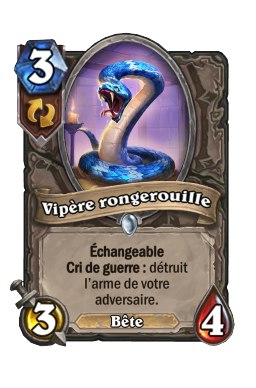 3
Vipère rongerouille
Échangeable
Cri de guerre : détruit
l'arme de votre
adversaire.
3
Bête
4